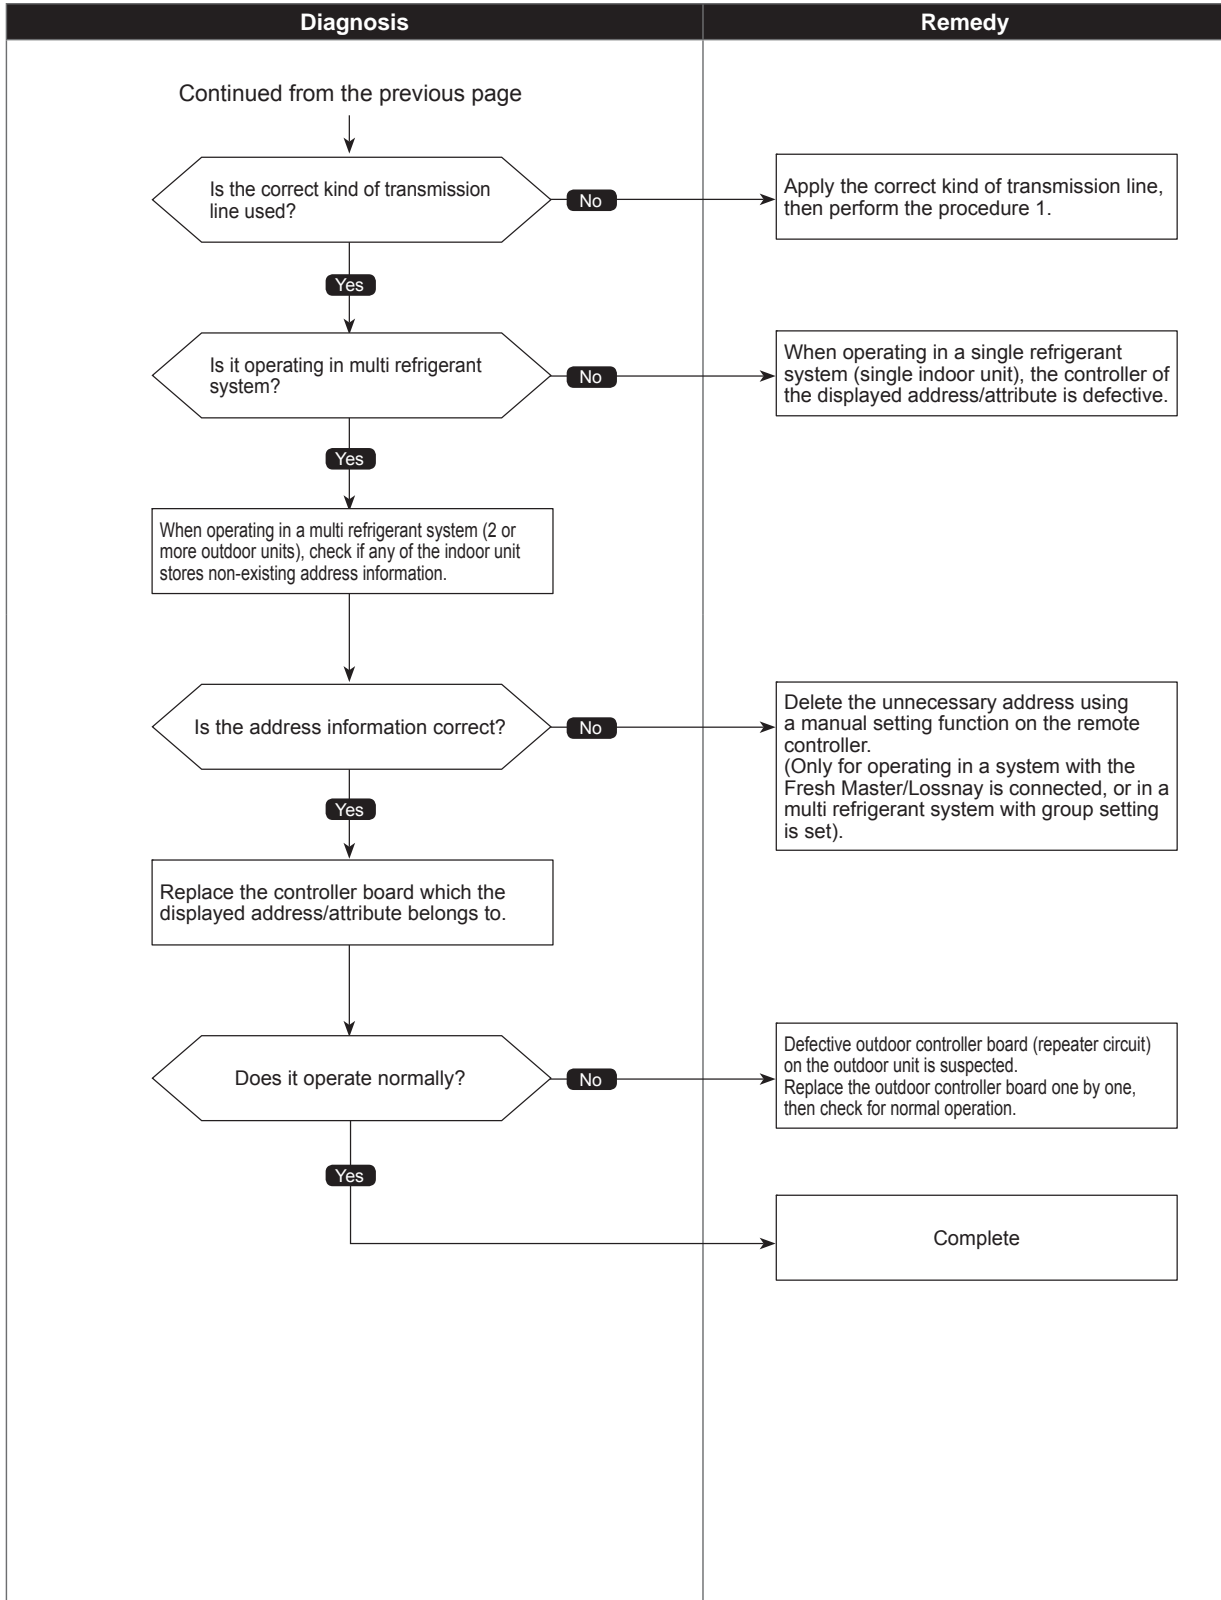 Diagnosis
Remedy
Continued from the previous page
Is the correct kind of transmission
line used?
No
Apply the correct kind of transmission line,
then perform the procedure 1.
Yes
Is it operating in multi refrigerant
system?
No
When operating in a single refrigerant
system (single indoor unit), the controller of
the displayed address/attribute is defective.
Yes
When operating in a multi refrigerant system (2 or
more outdoor units), check if any of the indoor unit
stores non-existing address information.
Is the address information correct?
No
Delete the unnecessary address using
a manual setting function on the remote
controller.
(Only for operating in a system with the
Fresh Master/Lossnay is connected, or in a
multi refrigerant system with group setting
is set).
Yes
Replace the controller board which the
displayed address/attribute belongs to.
Does it operate normally?
No
Defective outdoor controller board (repeater circuit)
on the outdoor unit is suspected.
Replace the outdoor controller board one by one,
then check for normal operation.
Yes
Complete